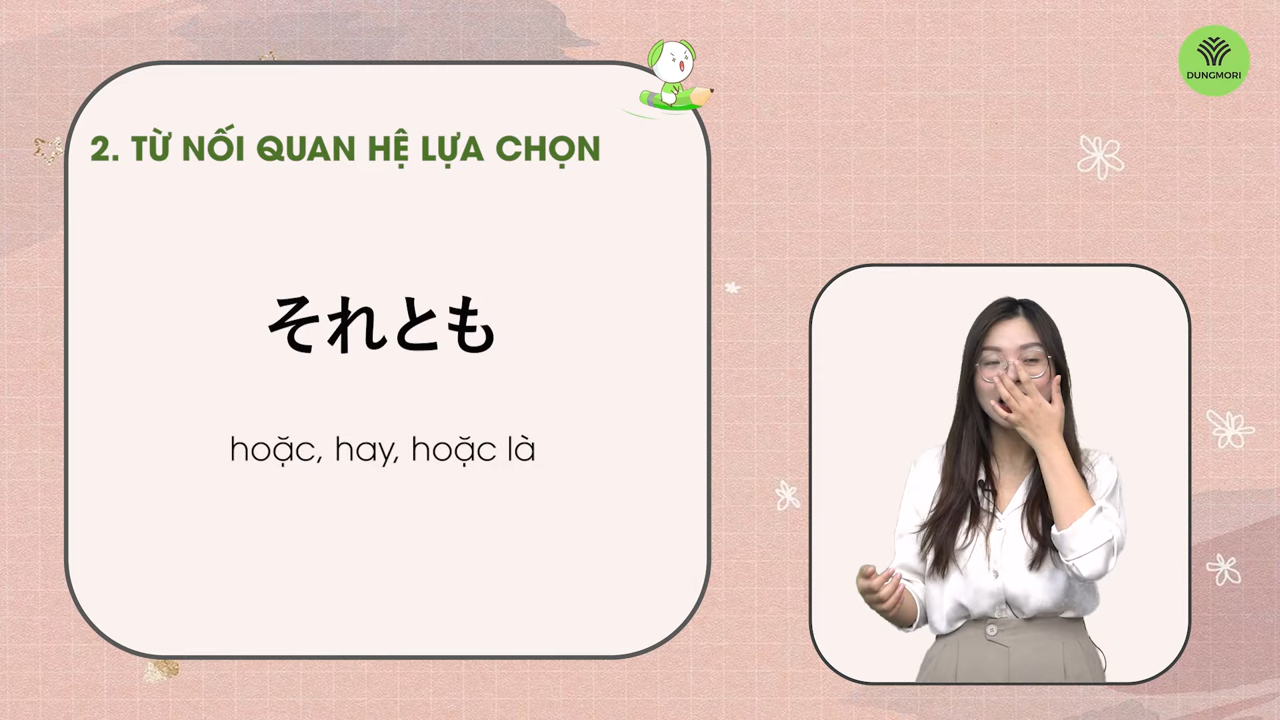 2. TỪ NỐI QUAN HỆ LỰA CHỌN
それとも
hoặc, hay, hoặc là
DUNGMORI